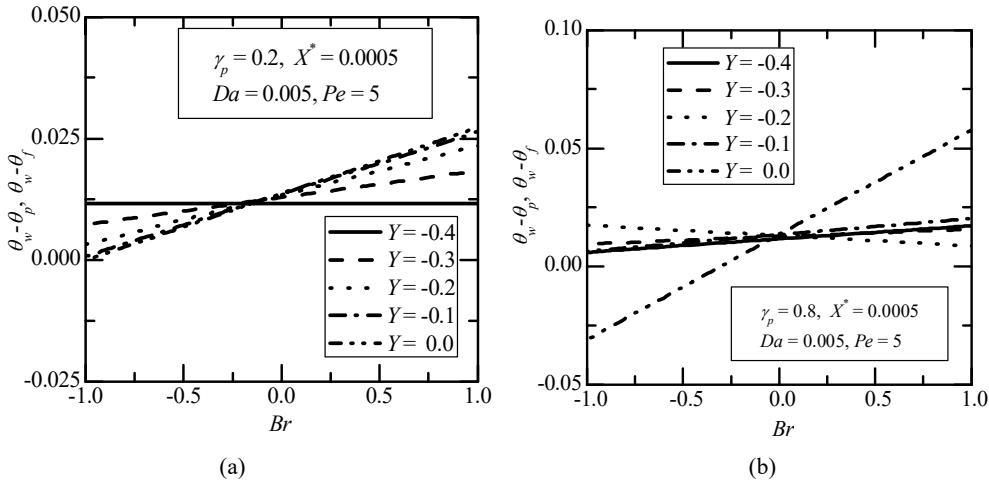 0.050
0.025
0.000
-0.025
-1.0 -0.5 0.0 0.5 1.0
Br
θw-θp, θw-θf
γp = 0.2, X* = 0.0005
Da = 0.005, Pe = 5
Y = -0.4
Y = -0.3
Y = -0.2
Y = -0.1
Y = 0.0
(a)
0.10
0.05
0.00
-0.05
-1.0 -0.5 0.0 0.5 1.0
Br
θw-θp, θw-θf
Y = -0.4
Y = -0.3
Y = -0.2
Y = -0.1
Y = 0.0
γp = 0.8, X* = 0.0005
Da = 0.005, Pe = 5
(b)